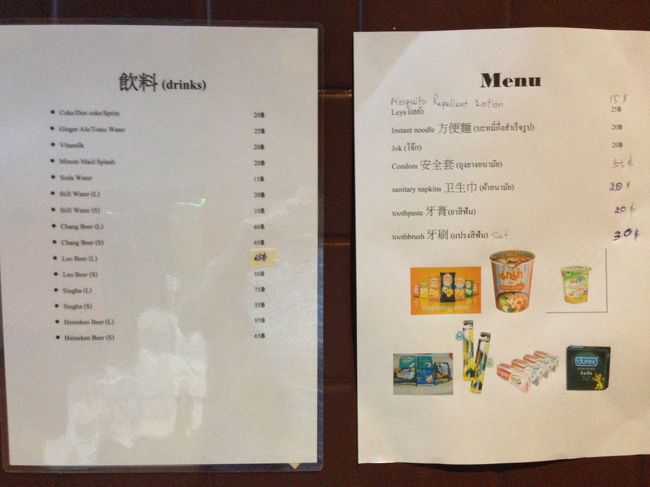 飲料 (drinks)
Coke/Diet coke/Sprite 20฿
Ginger Ale/Tonic Water 25฿
Vitamilk 20฿
Minute Maid Splash 20฿
Soda Water 15฿
Still Water (L) 20฿
Still Water (S) 10฿
Chang Beer (L) 60฿
Chang Beer (S) 45฿
Leo Beer (L) 65฿
Leo Beer (S) 50฿
Singha (L) 75฿
Singha (S) 55฿
Heineken Beer (L) 85฿
Heineken Beer (S) 65฿
Menu
Mosquito Repellent Lotion 15฿
Leys (เลย์) 25฿
Instant noodle 方便麵 (บะหมี่กึ่งสำเร็จรูป) 20฿
Jok (โจ๊ก) 20฿
Condom 安全套 (ถุงยางอนามัย) 55฿
sanitary napkins 卫生巾 (ผ้าอนามัย) 20฿
toothpaste 牙膏 (ยาสีฟัน) 20฿
toothbrush 牙刷 (แปรงสีฟัน) Set 30฿
durex